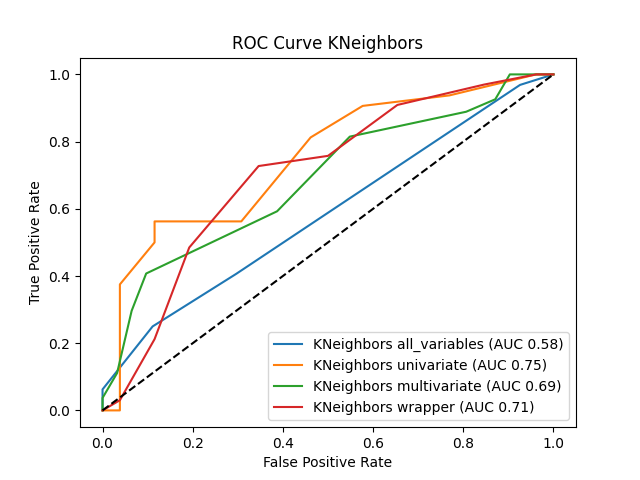 ROC Curve KNeighbors
True Positive Rate
1.0
0.8
0.6
0.4
0.2
0.0
KNeighbors all_variables (AUC 0.58)
KNeighbors univariate (AUC 0.75)
KNeighbors multivariate (AUC 0.69)
KNeighbors wrapper (AUC 0.71)
0.0 0.2 0.4 0.6 0.8 1.0
False Positive Rate